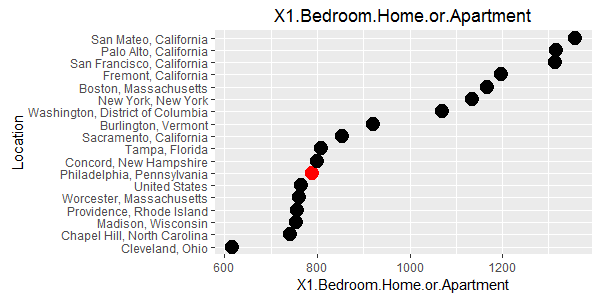 X1.Bedroom.Home.or.Apartment
San Mateo, California
Palo Alto, California
San Francisco, California
Fremont, California
Boston, Massachusetts
New York, New York
Washington, District of Columbia
Burlington, Vermont
Sacramento, California
Tampa, Florida
Concord, New Hampshire
Philadelphia, Pennsylvania
United States
Worcester, Massachusetts
Providence, Rhode Island
Madison, Wisconsin
Chapel Hill, North Carolina
Cleveland, Ohio
Location
600 800 1000 1200
X1.Bedroom.Home.or.Apartment